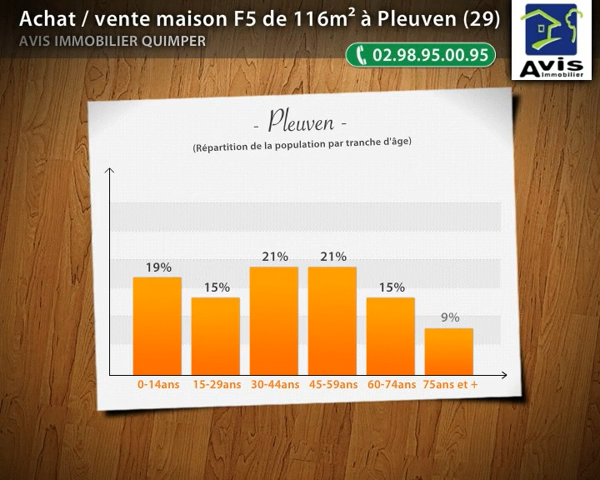 Achat / vente maison F5 de 116m² à Pleuven (29)
AVIS IMMOBILIER QUIMPER
02.98.95.00.95
Avis
Immobilier
- Pleuven -
(Répartition de la population par tranche d'âge)
19% 15% 21% 21% 15% 9%
0-14ans 15-29ans 30-44ans 45-59ans 60-74ans 75ans et +